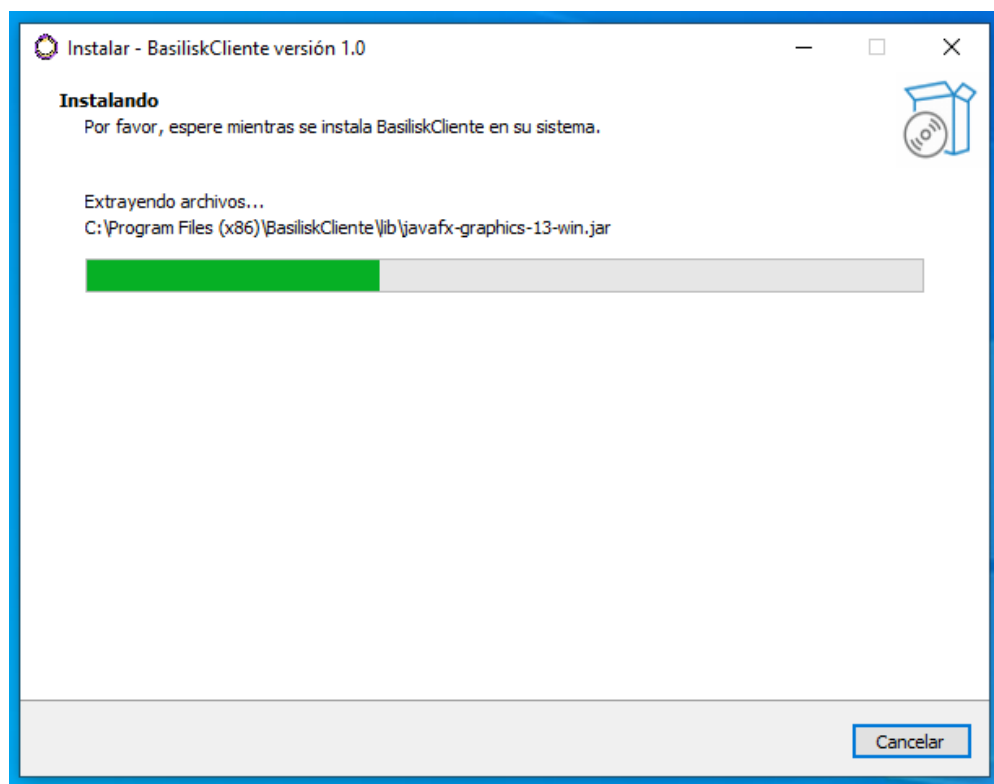 Instalar - BasiliskCliente versión 1.0
Instalando
Por favor, espere mientras se instala BasiliskCliente en su sistema.
Extrayendo archivos...
C:\Program Files (x86)\BasiliskCliente\lib\javafx-graphics-13-win.jar
Cancelar